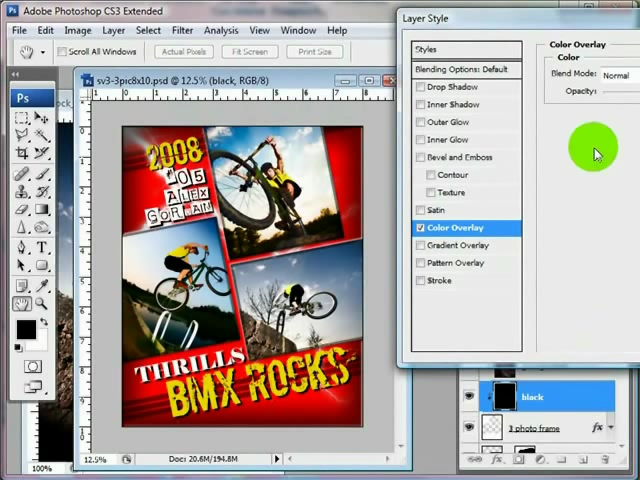 Adobe Photoshop CS3 Extended
File Edit Image Layer Select Filter Analysis View Window Help
Scroll All Windows Actual Pixels Fit Screen Print Size
Ps
sv3-3pic8x10.psd @ 12.5% (black, RGB/8)
2008
#05
ALEX
GORMAN
THRILLS
BMX ROCKS
12.5% Doc: 20.6M/194.8M
100%
Layer Style
Styles
Blending Options: Default
Drop Shadow
Inner Shadow
Outer Glow
Inner Glow
Bevel and Emboss
Contour
Texture
Satin
Color Overlay
Gradient Overlay
Pattern Overlay
Stroke
Color Overlay
Color
Blend Mode: Normal
Opacity:
black
3 photo frame
fx